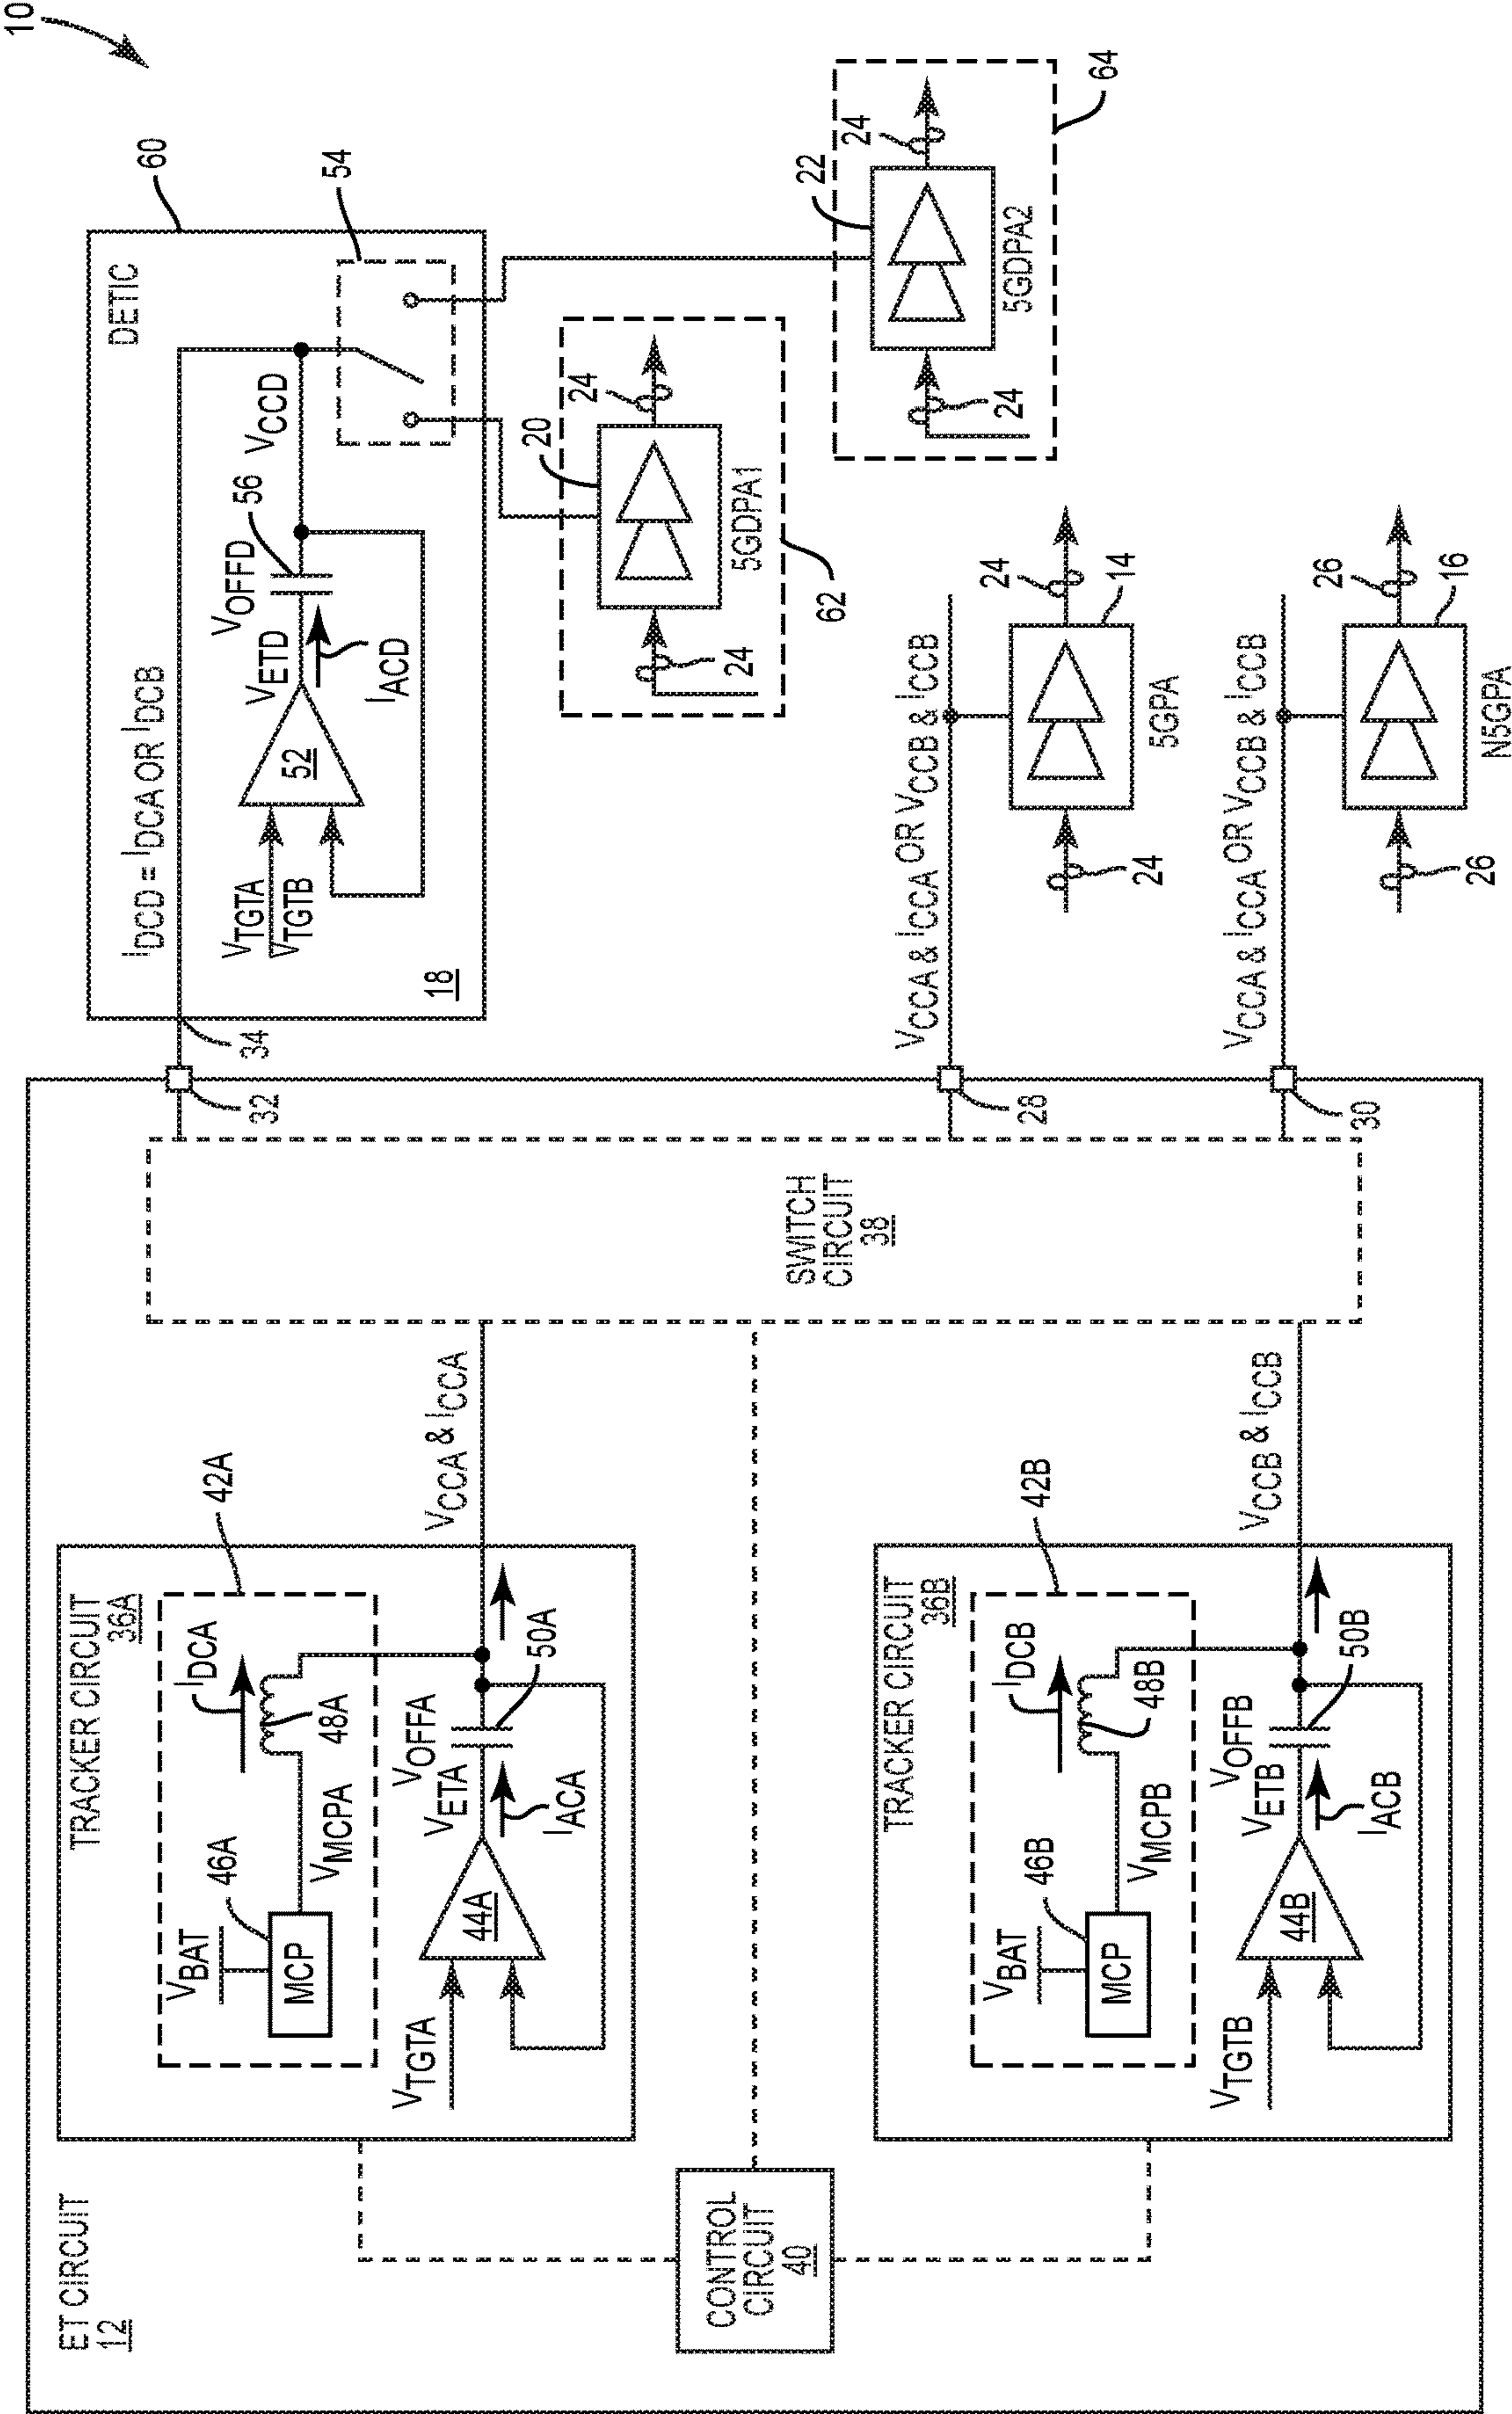 10
ET CIRCUIT
12
TRACKER CIRCUIT
36A
42A
46A
VBAT
MCP
VMCPA
48A
IDCA
VTGTA
44A
VETA
VOFFA
IACA
50A
VCCA & ICCA
CONTROL
CIRCUIT
40
TRACKER CIRCUIT
36B
42B
46B
VBAT
MCP
VMCPB
48B
IDCB
VTGTB
44B
VETB
VOFFB
IACB
50B
VCCB & ICCB
SWITCH
CIRCUIT
38
32
34
28
30
60
DETIC
IDCD = IDCA OR IDCB
18
VTGTA
VTGTB
52
VETD
VOFFD
IACD
56
VCCD
54
20
24
24
5GDPA1
62
22
24
24
5GDPA2
64
VCCA & ICCA OR VCCB & ICCB
24
24
14
5GPA
VCCA & ICCA OR VCCB & ICCB
26
26
16
N5GPA